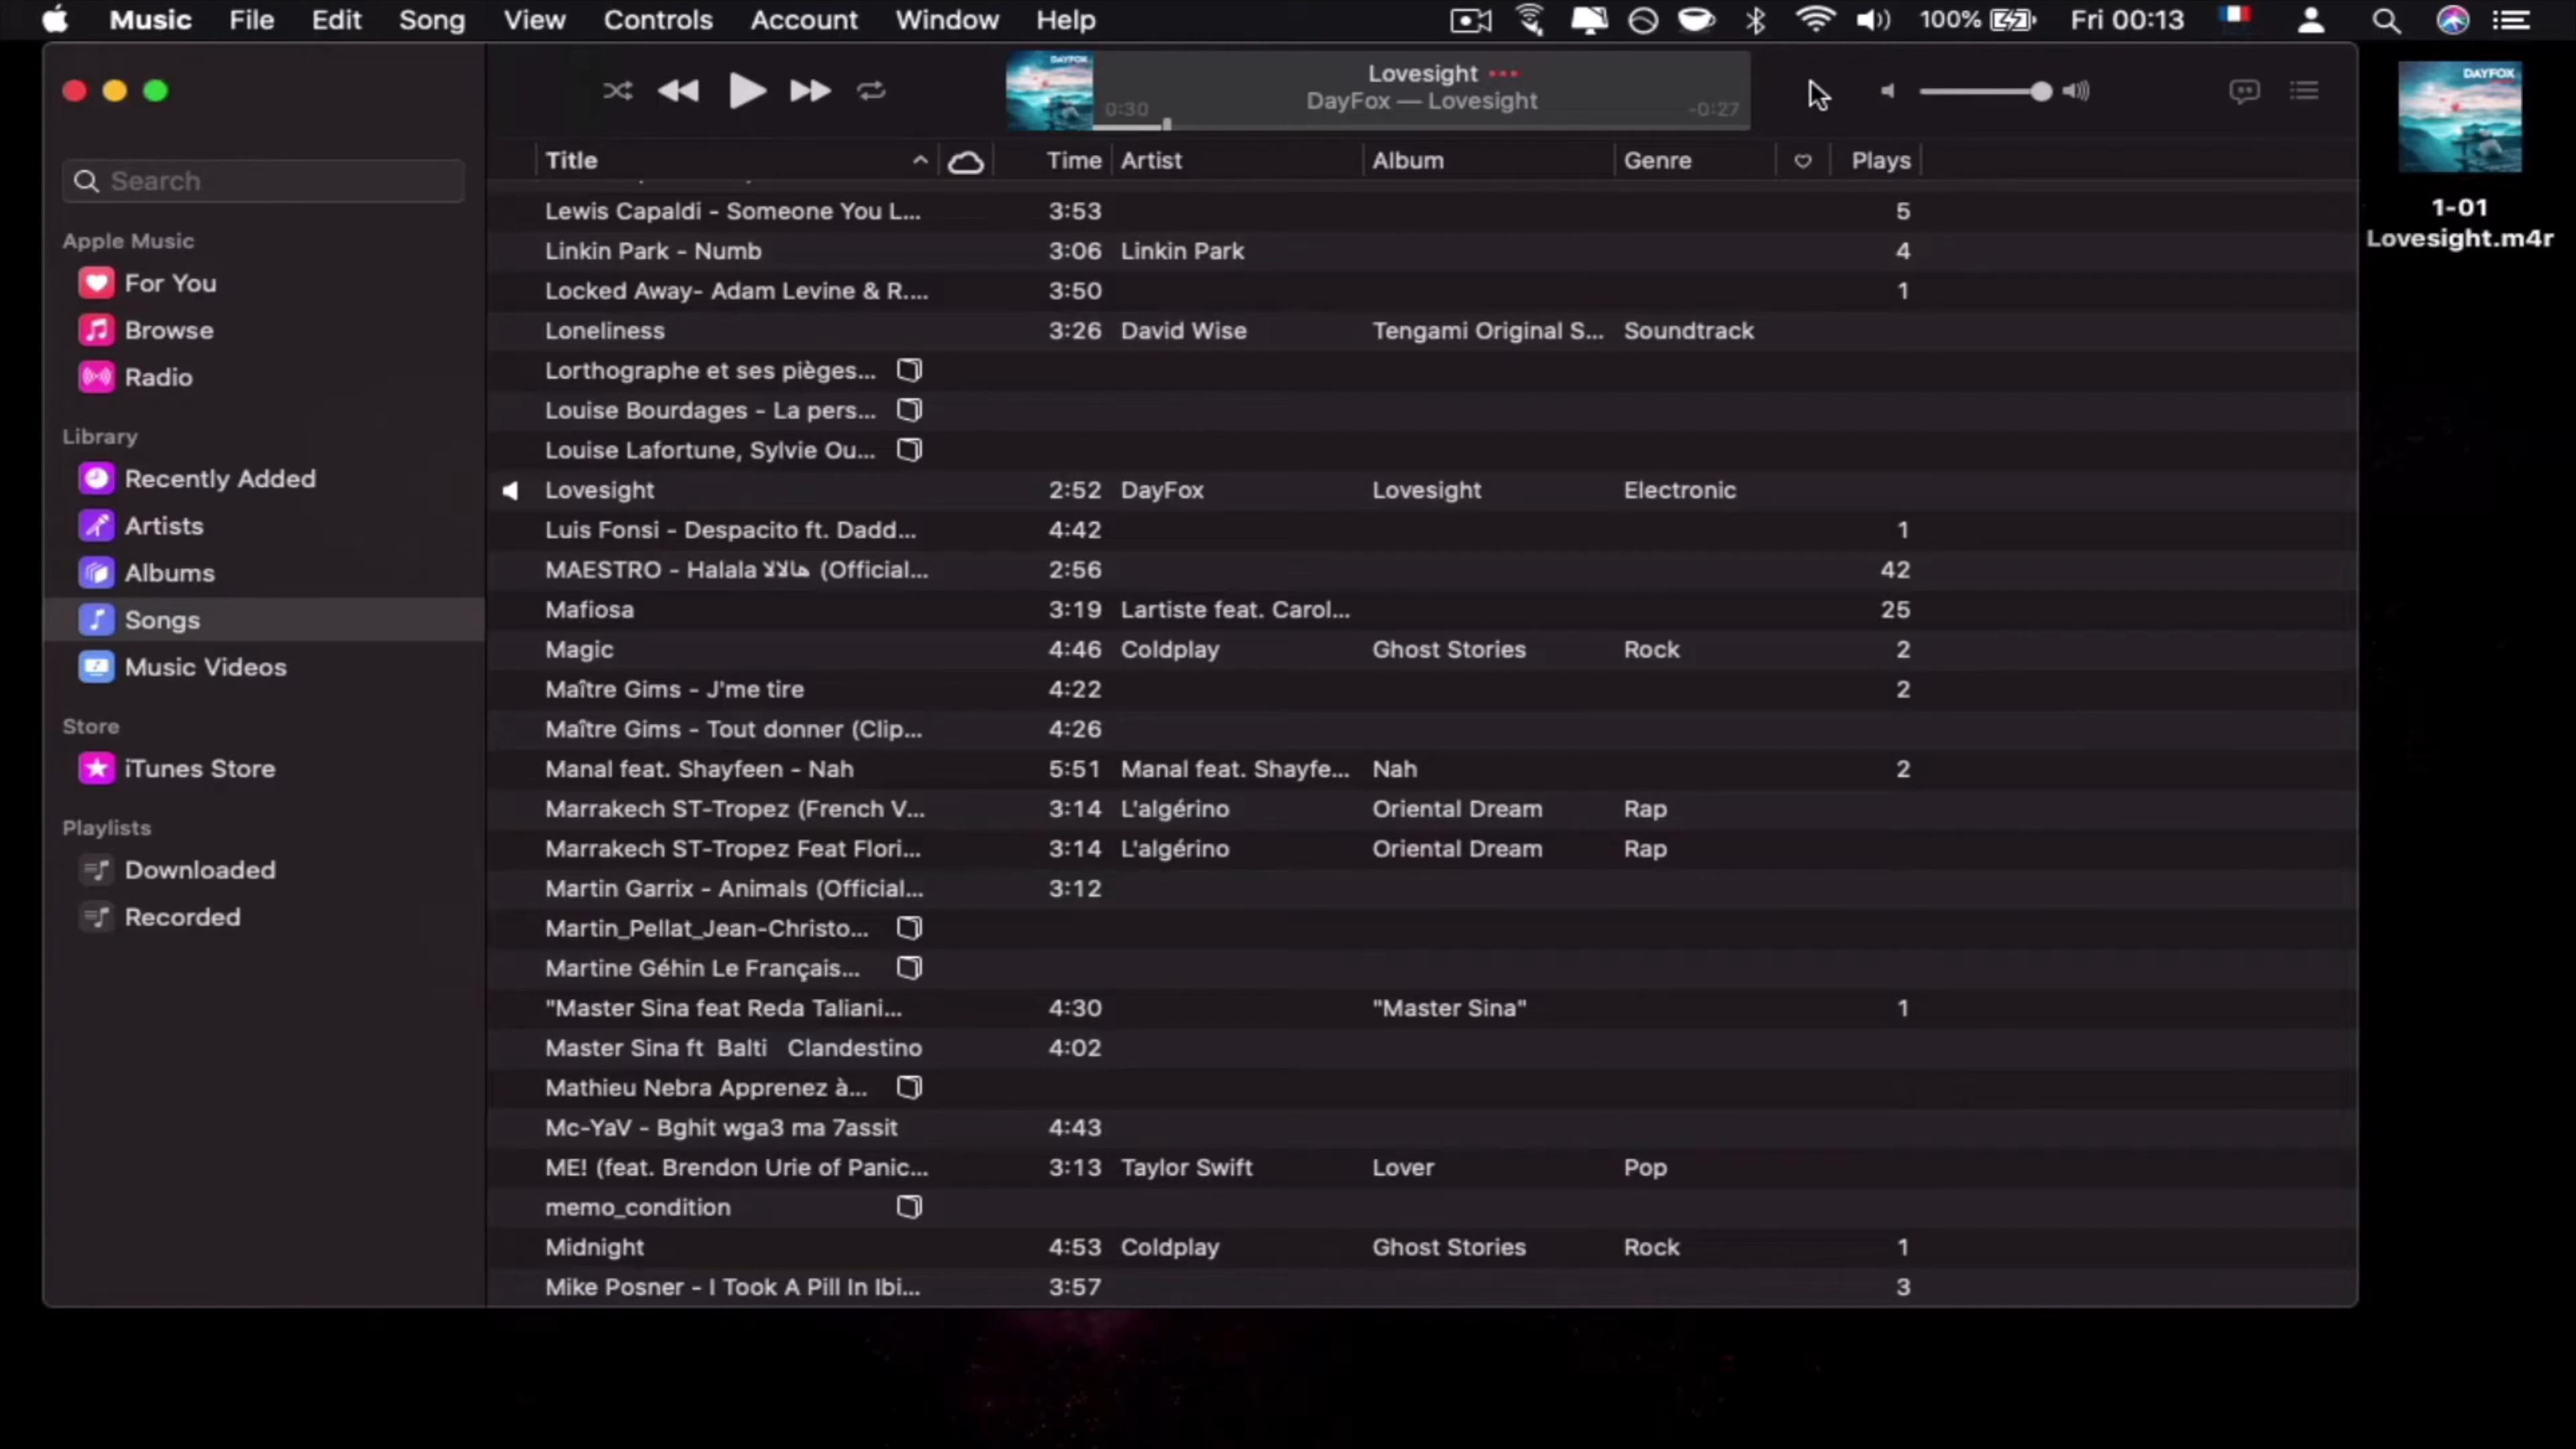 Music File Edit Song View Controls Account Window Help 100% Fri 00:13
DAYFOX
Lovesight •••
0:30 DayFox — Lovesight -0:27
DAYFOX
1-01
Lovesight.m4r
Search
Apple Music
For You
Browse
Radio
Library
Recently Added
Artists
Albums
Songs
Music Videos
Store
iTunes Store
Playlists
Downloaded
Recorded
Title Time Artist Album Genre Plays
Lewis Capaldi - Someone You L... 3:53 5
Linkin Park - Numb 3:06 Linkin Park 4
Locked Away- Adam Levine & R.... 3:50 1
Loneliness 3:26 David Wise Tengami Original S... Soundtrack
Lorthographe et ses pièges...
Louise Bourdages - La pers...
Louise Lafortune, Sylvie Ou...
Lovesight 2:52 DayFox Lovesight Electronic
Luis Fonsi - Despacito ft. Dadd... 4:42 1
MAESTRO - Halala هالالا (Official... 2:56 42
Mafiosa 3:19 Lartiste feat. Carol... 25
Magic 4:46 Coldplay Ghost Stories Rock 2
Maître Gims - J'me tire 4:22 2
Maître Gims - Tout donner (Clip... 4:26
Manal feat. Shayfeen - Nah 5:51 Manal feat. Shayfe... Nah 2
Marrakech ST-Tropez (French V... 3:14 L'algérino Oriental Dream Rap
Marrakech ST-Tropez Feat Flori... 3:14 L'algérino Oriental Dream Rap
Martin Garrix - Animals (Official... 3:12
Martin_Pellat_Jean-Christo...
Martine Géhin Le Français...
"Master Sina feat Reda Taliani... 4:30 "Master Sina" 1
Master Sina ft Balti Clandestino 4:02
Mathieu Nebra Apprenez à...
Mc-YaV - Bghit wga3 ma 7assit 4:43
ME! (feat. Brendon Urie of Panic... 3:13 Taylor Swift Lover Pop
memo_condition
Midnight 4:53 Coldplay Ghost Stories Rock 1
Mike Posner - I Took A Pill In Ibi... 3:57 3